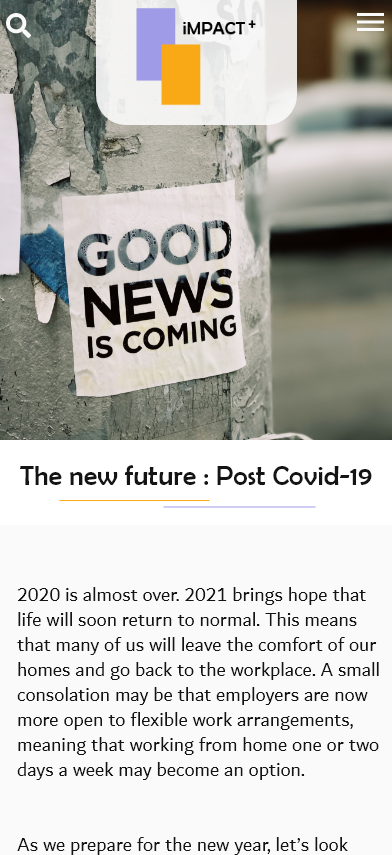 iMPACT+
GOOD
NEWS
IS COMING
The new future : Post Covid-19
2020 is almost over. 2021 brings hope that
life will soon return to normal. This means
that many of us will leave the comfort of our
homes and go back to the workplace. A small
consolation may be that employers are now
more open to flexible work arrangements,
meaning that working from home one or two
days a week may become an option.
As we prepare for the new year, let’s look